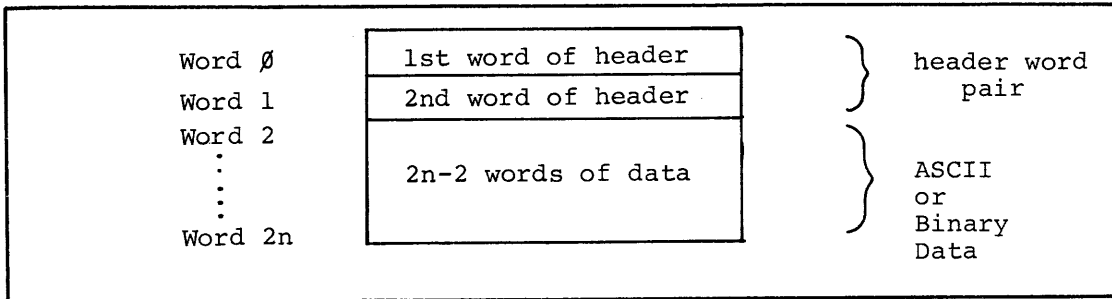 Word Ø 1st word of header header word
Word 1 2nd word of header pair
Word 2
2n-2 words of data ASCII
or
Word 2n Binary
Data